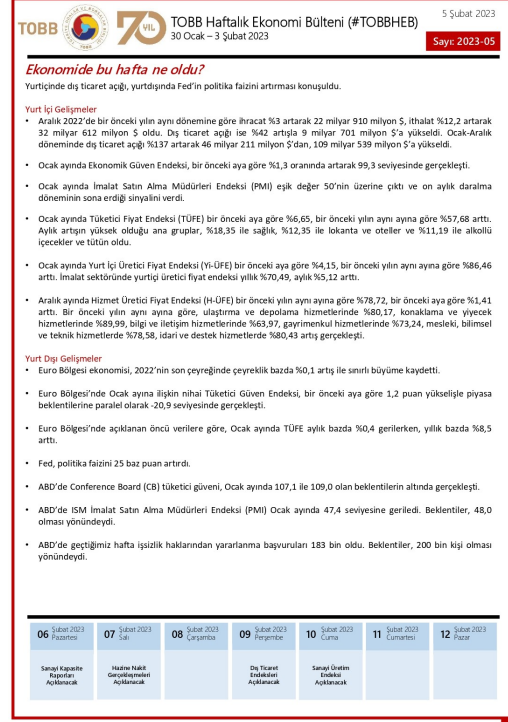 TOBB
70
YIL
TOBB Haftalık Ekonomi Bülteni (#TOBBHEB)
30 Ocak – 3 Şubat 2023
5 Şubat 2023
Sayı: 2023-05
Ekonomide bu hafta ne oldu?
Yurtiçinde dış ticaret açığı, yurtdışında Fed'in politika faizini artırması konuşuldu.
Yurt İçi Gelişmeler
• Aralık 2022'de bir önceki yılın aynı dönemine göre ihracat %3 artarak 22 milyar 910 milyon $, ithalat %12,2 artarak
32 milyar 612 milyon $ oldu. Dış ticaret açığı ise %42 artışla 9 milyar 701 milyon $'a yükseldi. Ocak-Aralık
döneminde dış ticaret açığı %137 artarak 46 milyar 211 milyon $'dan, 109 milyar 539 milyon $'a yükseldi.
• Ocak ayında Ekonomik Güven Endeksi, bir önceki aya göre %1,3 oranında artarak 99,3 seviyesinde gerçekleşti.
• Ocak ayında İmalat Satın Alma Müdürleri Endeksi (PMI) eşik değer 50'nin üzerine çıktı ve on aylık daralma
döneminin sona erdiği sinyalini verdi.
• Ocak ayında Tüketici Fiyat Endeksi (TÜFE) bir önceki aya göre %6,65, bir önceki yılın aynı ayına göre %57,68 arttı.
Aylık artışın yüksek olduğu ana gruplar, %18,35 ile sağlık, %12,35 ile lokanta ve oteller ve %11,19 ile alkollü
içecekler ve tütün oldu.
• Ocak ayında Yurt İçi Üretici Fiyat Endeksi (Yi-ÜFE) bir önceki aya göre %4,15, bir önceki yılın aynı ayına göre %86,46
arttı. İmalat sektöründe yurtiçi üretici fiyat endeksi yıllık %70,49, aylık %5,12 arttı.
• Aralık ayında Hizmet Üretici Fiyat Endeksi (H-ÜFE) bir önceki yılın aynı ayına göre %78,72, bir önceki aya göre %1,41
arttı. Bir önceki yılın aynı ayına göre, ulaştırma ve depolama hizmetlerinde %80,17, konaklama ve yiyecek
hizmetlerinde %89,99, bilgi ve iletişim hizmetlerinde %63,97, gayrimenkul hizmetlerinde %73,24, mesleki, bilimsel
ve teknik hizmetlerde %78,58, idari ve destek hizmetlerde %80,43 artış gerçekleşti.
Yurt Dışı Gelişmeler
• Euro Bölgesi ekonomisi, 2022'nin son çeyreğinde çeyreklik bazda %0,1 artış ile sınırlı büyüme kaydetti.
• Euro Bölgesi'nde Ocak ayına ilişkin nihai Tüketici Güven Endeksi, bir önceki aya göre 1,2 puan yükselişle piyasa
beklentilerine paralel olarak -20,9 seviyesinde gerçekleşti.
• Euro Bölgesi'nde açıklanan öncü verilere göre, Ocak ayında TÜFE aylık bazda %0,4 gerilerken, yıllık bazda %8,5
arttı.
• Fed, politika faizini 25 baz puan artırdı.
• ABD'de Conference Board (CB) tüketici güveni, Ocak ayında 107,1 ile 109,0 olan beklentilerin altında gerçekleşti.
• ABD'de ISM İmalat Satın Alma Müdürleri Endeksi (PMI) Ocak ayında 47,4 seviyesine geriledi. Beklentiler, 48,0
olması yönündeydi.
• ABD'de geçtiğimiz hafta işsizlik haklarından yararlanma başvuruları 183 bin oldu. Beklentiler, 200 bin kişi olması
yönündeydi.
06 Şubat 2023 Pazartesi
07 Şubat 2023 Salı
08 Şubat 2023 Çarşamba
09 Şubat 2023 Perşembe
10 Şubat 2023 Cuma
11 Şubat 2023 Cumartesi
12 Şubat 2023 Pazar
Sanayi Kapasite
Raporları
Açıklanacak
Hazine Nakit
Gerçekleşmeleri
Açıklanacak
Dış Ticaret
Endeksleri
Açıklanacak
Sanayi Üretim
Endeksi
Açıklanacak